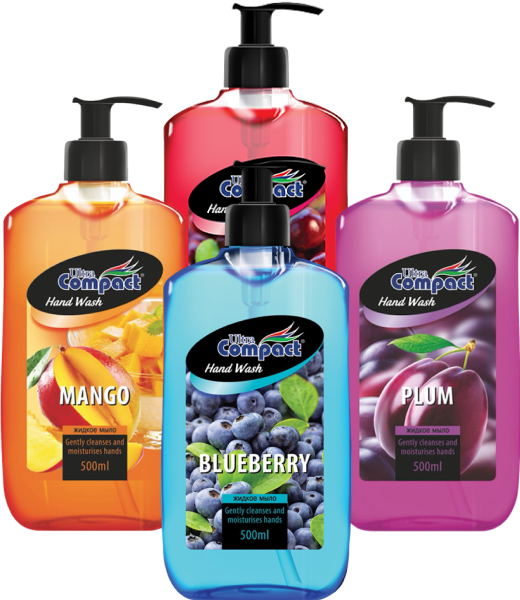 Ultra
Compact®
Hand
Ultra
Compact®
Hand Wash
MANGO
жидкое мыло
Gently cleanses and
moisturises hands
500ml
Ultra
Compact®
Hand Wash
BLUEBERRY
жидкое мыло
Gently cleanses and
moisturises hands
500ml
Ultra
Compact®
Hand Wash
PLUM
жидкое мыло
Gently cleanses and
moisturises hands
500ml